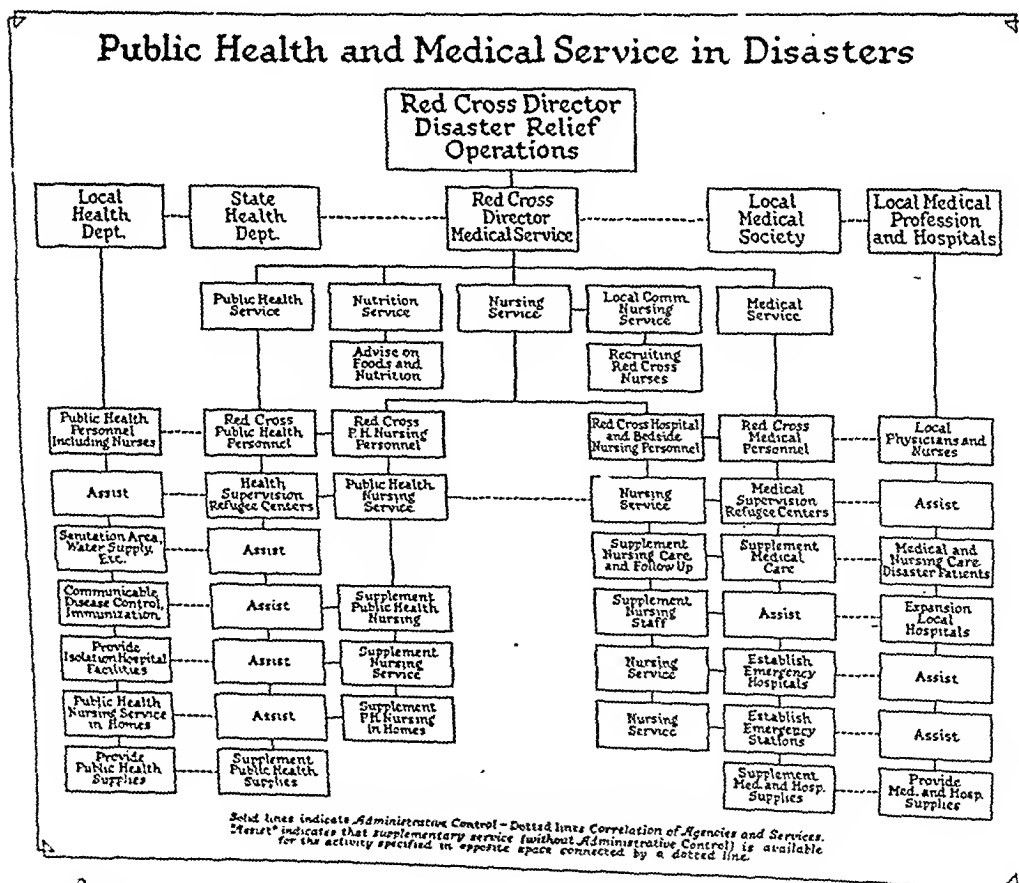 Public Health and Medical Service in Disasters
Red Cross Director
Disaster Relief
Operations
Local
Health
Dept.
State
Health
Dept.
Red Cross
Director
Medical Service
Local
Medical
Society
Local Medical
Profession
and Hospitals
Public Health
Service
Nutrition
Service
Nursing
Service
Local Comm.
Nursing
Service
Medical
Service
Advise on
Foods and
Nutrition
Recruiting
Red Cross
Nurses
Public Health
Personnel
Including Nurses
Red Cross
Public Health
Personnel
Red Cross
P.H. Nursing
Personnel
Red Cross Hospital
and Bedside
Nursing Personnel
Red Cross
Medical
Personnel
Local
Physicians and
Nurses
Assist
Health
Supervision
Refugee Centers
Public Health
Nursing
Service
Nursing
Service
Medical
Supervision
Refugee Centers
Assist
Sanitation Area,
Water Supply,
Etc.
Assist
Supplement
Nursing Care
and Follow Up
Supplement
Medical
Care
Medical and
Nursing Care
Disaster Patients
Communicable
Disease Control,
Immunization
Assist
Supplement
Public Health
Nursing
Supplement
Nursing
Staff
Assist
Expansion
Local
Hospitals
Provide
Isolation Hospital
Facilities
Assist
Supplement
Nursing
Service
Nursing
Service
Establish
Emergency
Hospitals
Assist
Public Health
Nursing Service
in Homes
Assist
Supplement
P.H. Nursing
In Homes
Nursing
Service
Establish
Emergency
Stations
Assist
Provide
Public Health
Supplies
Supplement
Public Health
Supplies
Supplement
Med. and Hosp.
Supplies
Provide
Med. and Hosp.
Supplies
Solid lines indicate Administrative Control - Dotted lines Correlation of Agencies and Services.
"Assist" indicates that supplementary service (without Administrative Control) is available
for the activity specified in opposite space connected by a dotted line.